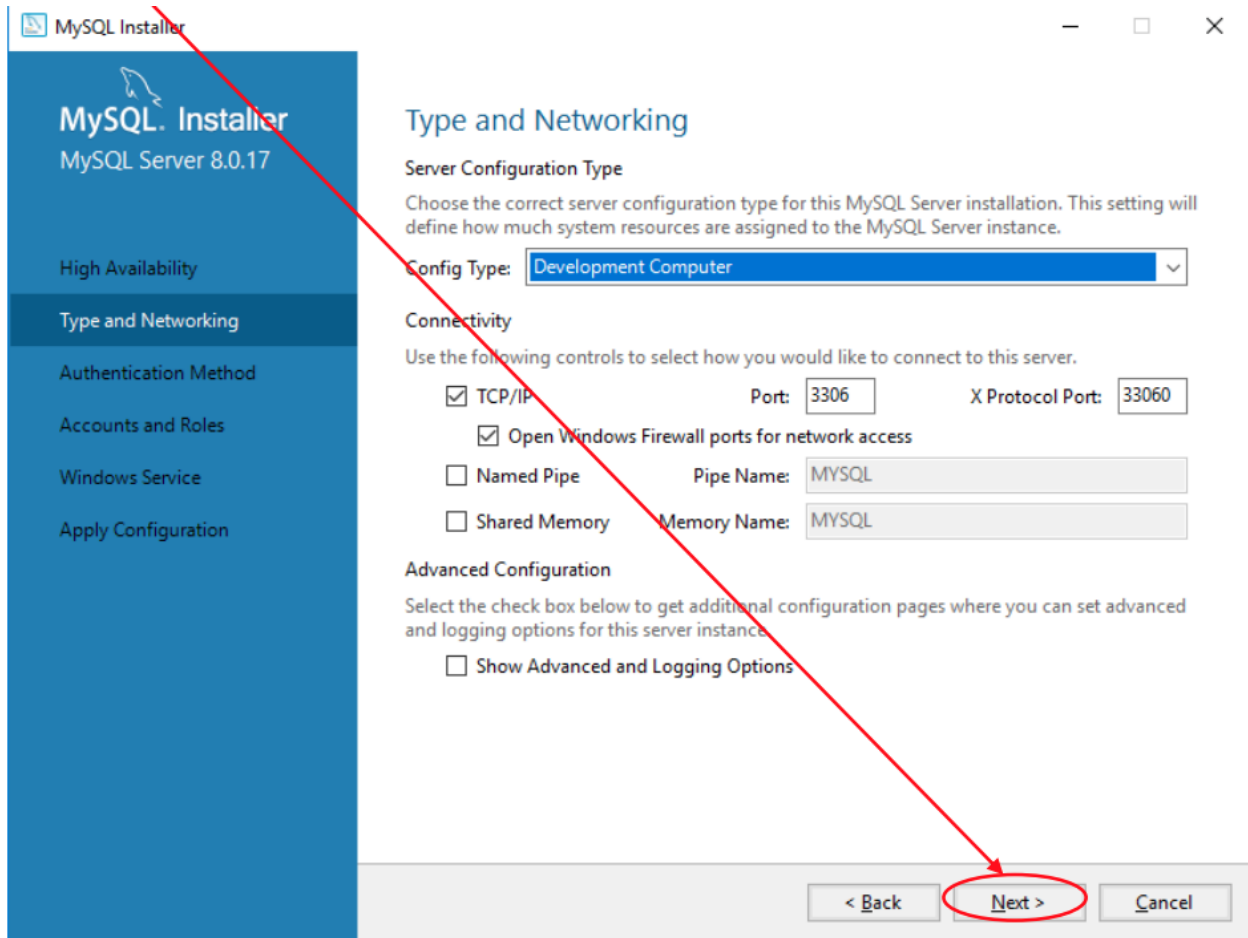 MySQL Installer
MySQL. Installer
MySQL Server 8.0.17
High Availability
Type and Networking
Authentication Method
Accounts and Roles
Windows Service
Apply Configuration
Type and Networking
Server Configuration Type
Choose the correct server configuration type for this MySQL Server installation. This setting will
define how much system resources are assigned to the MySQL Server instance.
Config Type: Development Computer
Connectivity
Use the following controls to select how you would like to connect to this server.
TCP/IP Port: 3306 X Protocol Port: 33060
Open Windows Firewall ports for network access
Named Pipe Pipe Name: MYSQL
Shared Memory Memory Name: MYSQL
Advanced Configuration
Select the check box below to get additional configuration pages where you can set advanced
and logging options for this server instance.
Show Advanced and Logging Options
< Back Next > Cancel